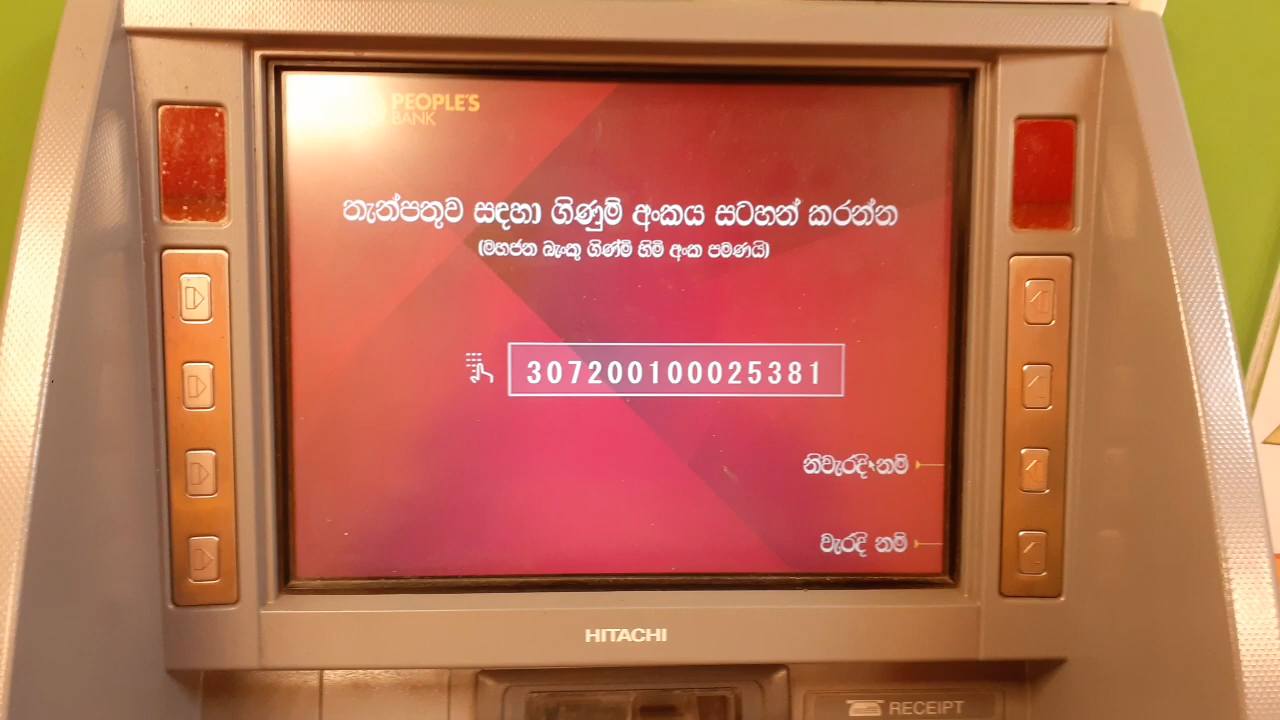 PEOPLE'S
BANK
තැන්පතුව සඳහා ගිණුම් අංකය සටහන් කරන්න
(මහජන බැංකු ගිණ්ම් හිමි අංක පමණයි)
307200100025381
නිවැරදි නම්
වැරදි නම්
HITACHI
RECEIPT